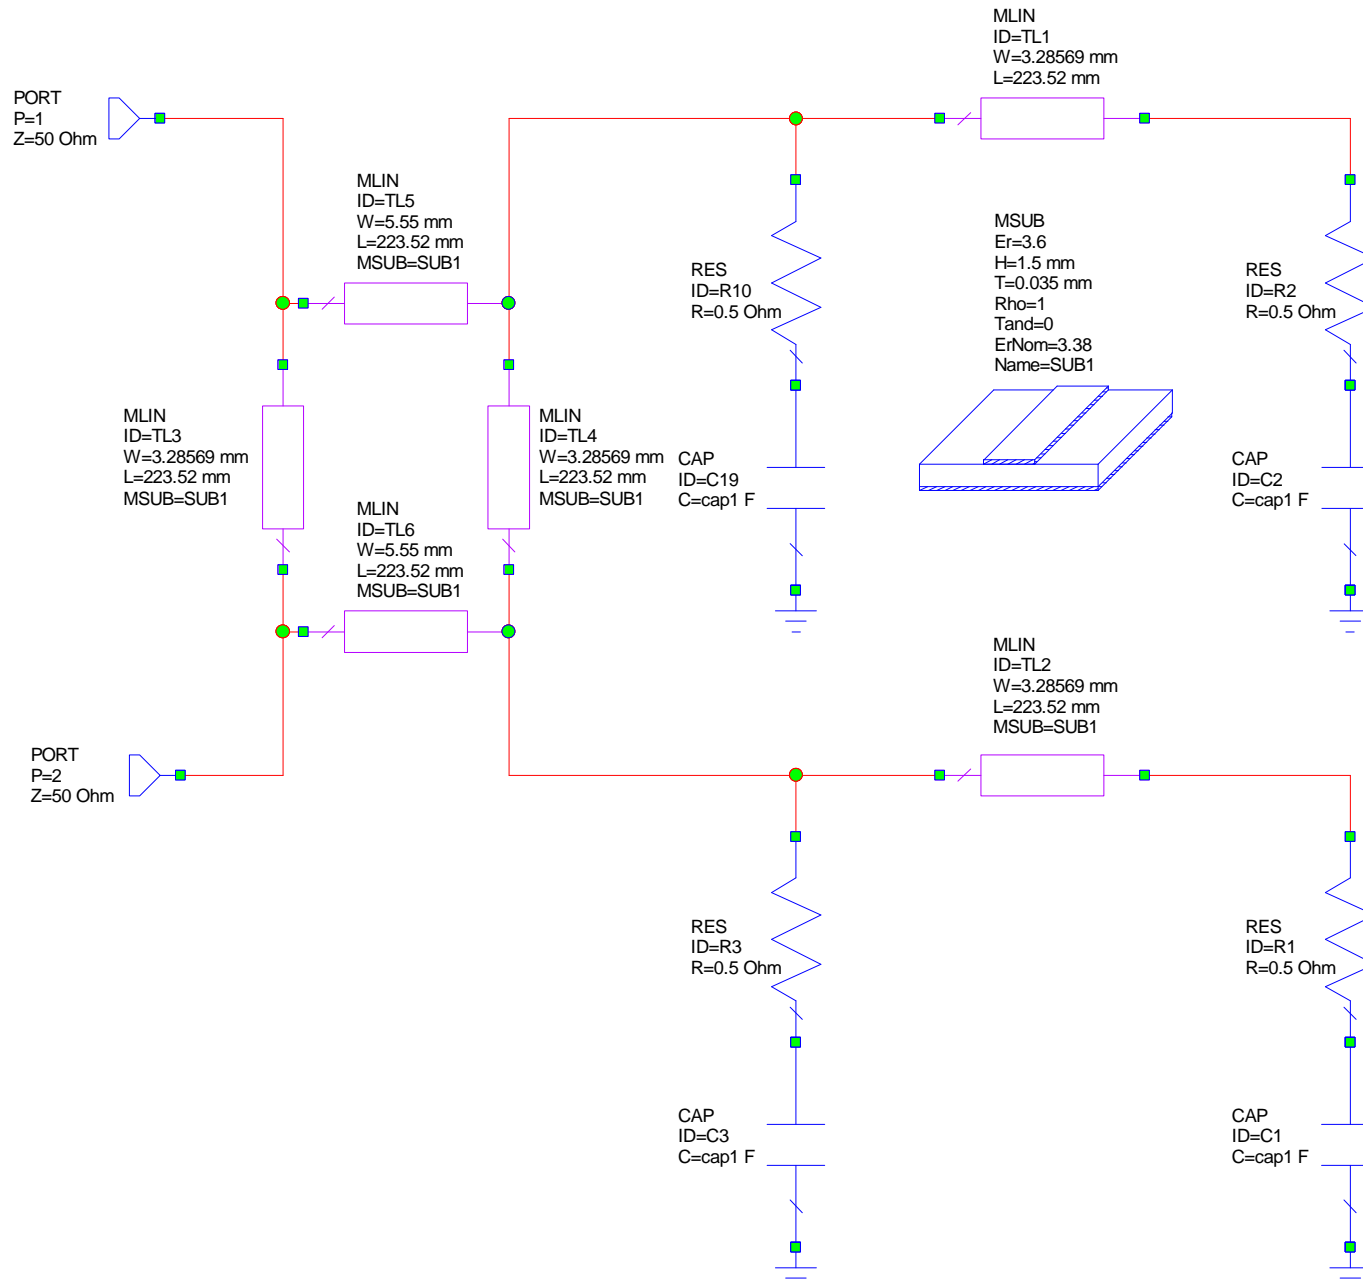 MLIN
ID=TL1
W=3.28569 mm
L=223.52 mm
PORT
P=1
Z=50 Ohm
MLIN
ID=TL5
W=5.55 mm
L=223.52 mm
MSUB=SUB1
RES
ID=R10
R=0.5 Ohm
MSUB
Er=3.6
H=1.5 mm
T=0.035 mm
Rho=1
Tand=0
ErNom=3.38
Name=SUB1
RES
ID=R2
R=0.5 Ohm
MLIN
ID=TL3
W=3.28569 mm
L=223.52 mm
MSUB=SUB1
MLIN
ID=TL4
W=3.28569 mm
L=223.52 mm
MSUB=SUB1
CAP
ID=C19
C=cap1 F
CAP
ID=C2
C=cap1 F
MLIN
ID=TL6
W=5.55 mm
L=223.52 mm
MSUB=SUB1
MLIN
ID=TL2
W=3.28569 mm
L=223.52 mm
MSUB=SUB1
PORT
P=2
Z=50 Ohm
RES
ID=R3
R=0.5 Ohm
RES
ID=R1
R=0.5 Ohm
CAP
ID=C3
C=cap1 F
CAP
ID=C1
C=cap1 F